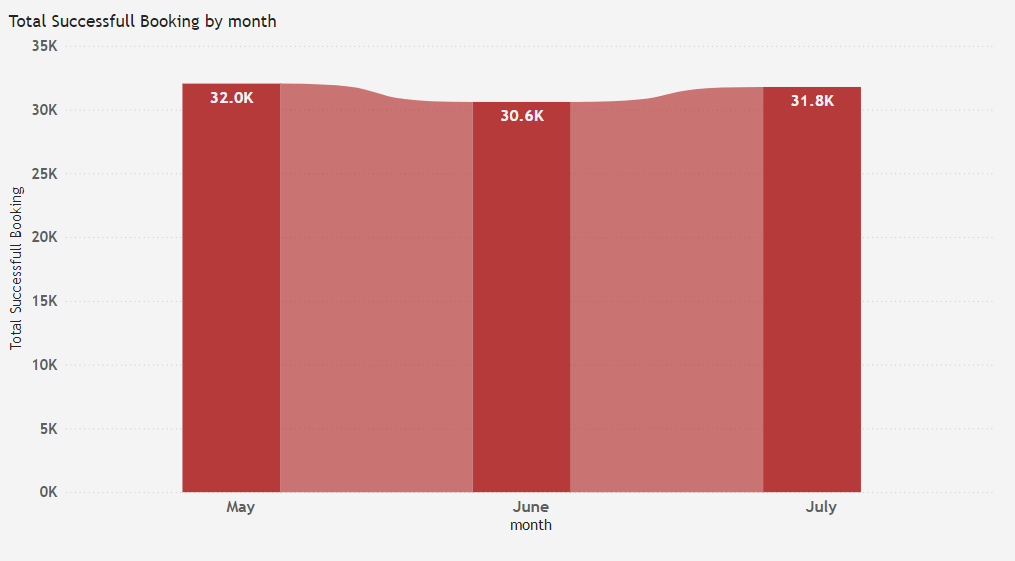 Total Successfull Booking by month
35K
30K
25K
20K
15K
10K
5K
0K
Total Successfull Booking
32.0K
30.6K
31.8K
May
June
July
month